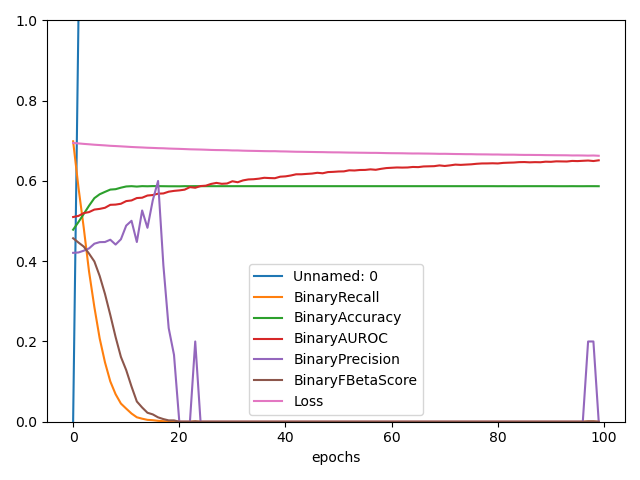 1.0
0.8
0.6
0.4
0.2
0.0
Unnamed: 0
BinaryRecall
BinaryAccuracy
BinaryAUROC
BinaryPrecision
BinaryFBetaScore
Loss
0 20 40 60 80 100
epochs